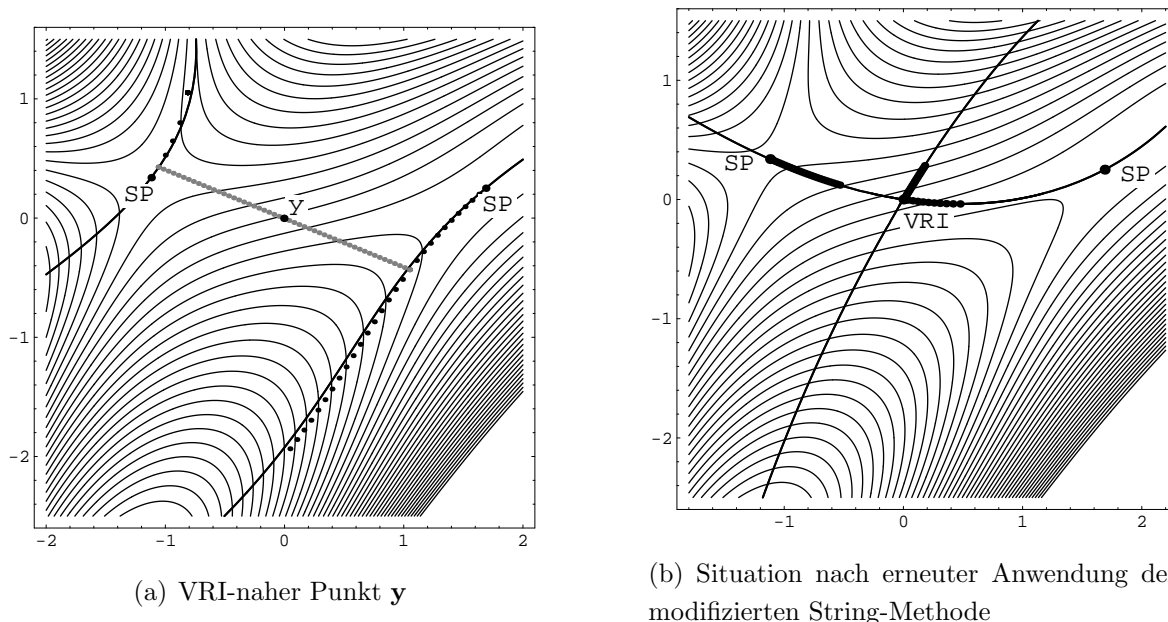 1
0
-1
-2
-2
-1
0
1
2
SP
y
SP
(a) VRI-naher Punkt y
1
0
-1
-2
-1
0
1
2
SP
VRI
SP
(b) Situation nach erneuter Anwendung de
modifizierten String-Methode